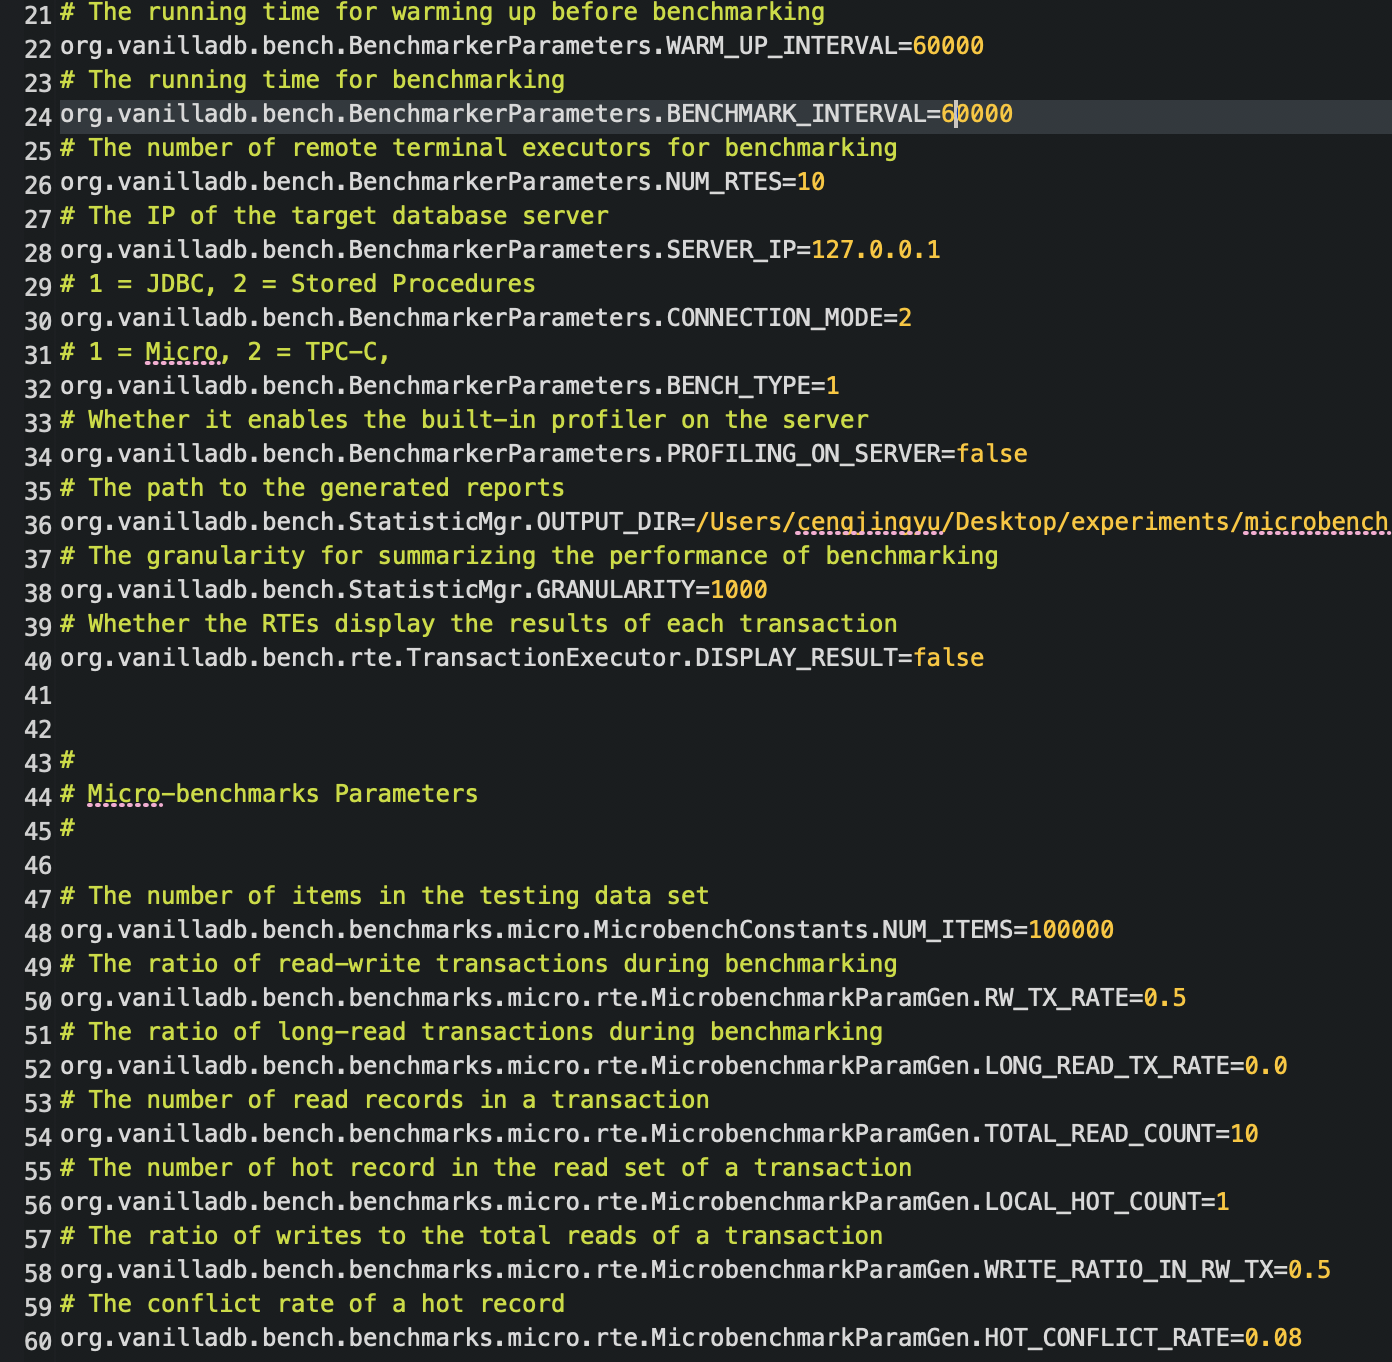 21 # The running time for warming up before benchmarking
22 org.vanilladb.bench.BenchmarkerParameters.WARM_UP_INTERVAL=60000
23 # The running time for benchmarking
24 org.vanilladb.bench.BenchmarkerParameters.BENCHMARK_INTERVAL=60000
25 # The number of remote terminal executors for benchmarking
26 org.vanilladb.bench.BenchmarkerParameters.NUM_RTES=10
27 # The IP of the target database server
28 org.vanilladb.bench.BenchmarkerParameters.SERVER_IP=127.0.0.1
29 # 1 = JDBC, 2 = Stored Procedures
30 org.vanilladb.bench.BenchmarkerParameters.CONNECTION_MODE=2
31 # 1 = Micro, 2 = TPC-C,
32 org.vanilladb.bench.BenchmarkerParameters.BENCH_TYPE=1
33 # Whether it enables the built-in profiler on the server
34 org.vanilladb.bench.BenchmarkerParameters.PROFILING_ON_SERVER=false
35 # The path to the generated reports
36 org.vanilladb.bench.StatisticMgr.OUTPUT_DIR=/Users/cengjingyu/Desktop/experiments/microbench
37 # The granularity for summarizing the performance of benchmarking
38 org.vanilladb.bench.StatisticMgr.GRANULARITY=1000
39 # Whether the RTEs display the results of each transaction
40 org.vanilladb.bench.rte.TransactionExecutor.DISPLAY_RESULT=false
41
42
43 #
44 # Micro-benchmarks Parameters
45 #
46
47 # The number of items in the testing data set
48 org.vanilladb.bench.benchmarks.micro.MicrobenchConstants.NUM_ITEMS=100000
49 # The ratio of read-write transactions during benchmarking
50 org.vanilladb.bench.benchmarks.micro.rte.MicrobenchmarkParamGen.RW_TX_RATE=0.5
51 # The ratio of long-read transactions during benchmarking
52 org.vanilladb.bench.benchmarks.micro.rte.MicrobenchmarkParamGen.LONG_READ_TX_RATE=0.0
53 # The number of read records in a transaction
54 org.vanilladb.bench.benchmarks.micro.rte.MicrobenchmarkParamGen.TOTAL_READ_COUNT=10
55 # The number of hot record in the read set of a transaction
56 org.vanilladb.bench.benchmarks.micro.rte.MicrobenchmarkParamGen.LOCAL_HOT_COUNT=1
57 # The ratio of writes to the total reads of a transaction
58 org.vanilladb.bench.benchmarks.micro.rte.MicrobenchmarkParamGen.WRITE_RATIO_IN_RW_TX=0.5
59 # The conflict rate of a hot record
60 org.vanilladb.bench.benchmarks.micro.rte.MicrobenchmarkParamGen.HOT_CONFLICT_RATE=0.08